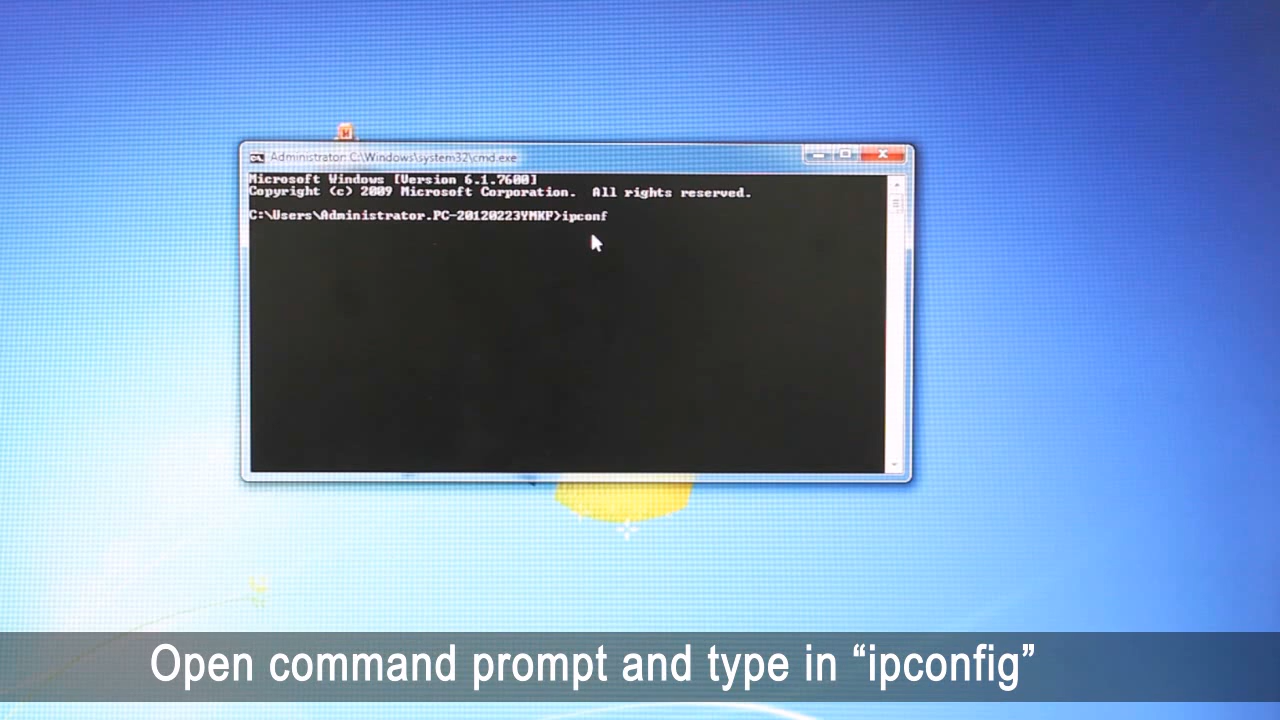 Administrator: C:\Windows\system32\cmd.exe
Microsoft Windows [Version 6.1.7600]
Copyright (c) 2009 Microsoft Corporation.  All rights reserved.
C:\Users\Administrator.PC-20120223YMKP>ipconf
Open command prompt and type in “ipconfig”